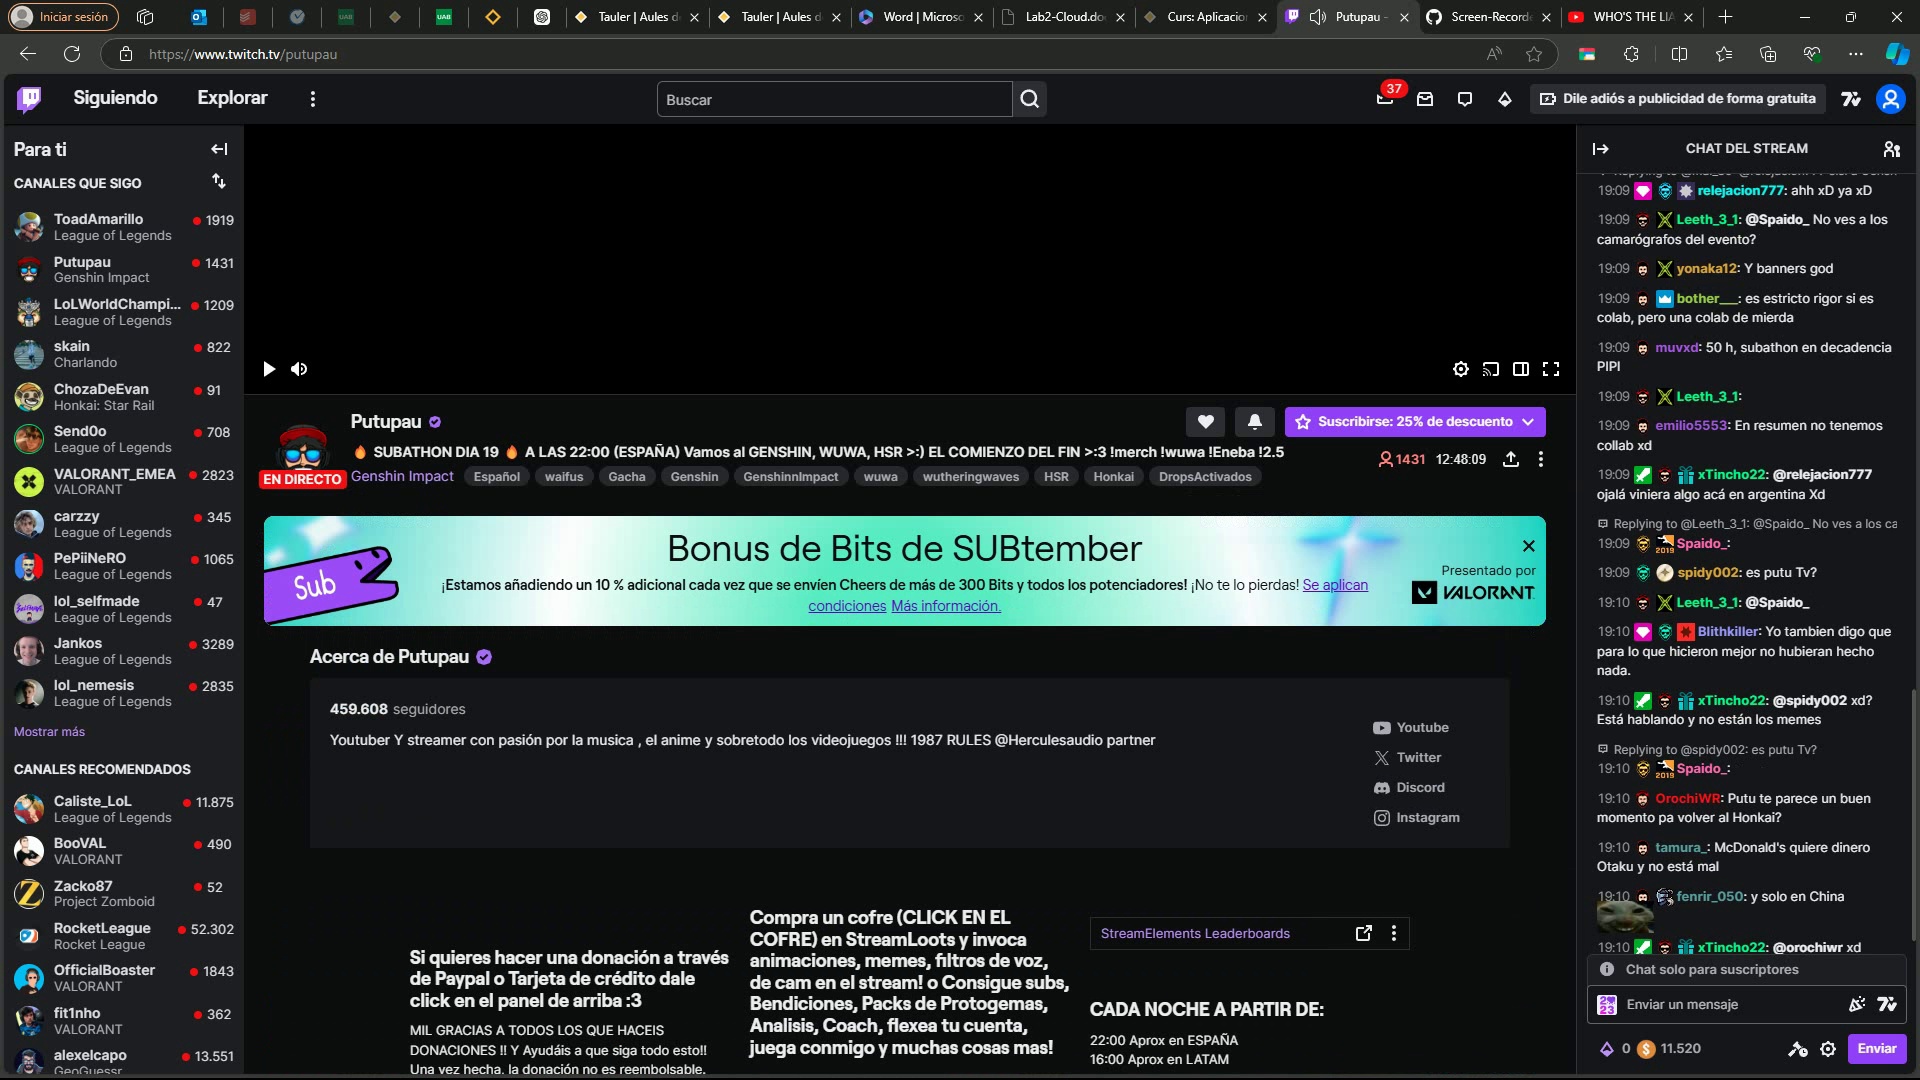 Iniciar sesión
Tauler | Aules d
Tauler | Aules d
Word | Microso
Lab2-Cloud.do
Curs: Aplicacio
Putupau -
Screen-Record
WHO'S THE LIA
https://www.twitch.tv/putupau
Siguiendo
Explorar
Buscar
37
Dile adiós a publicidad de forma gratuita
Para ti
CANALES QUE SIGO
ToadAmarillo 1919
League of Legends
Putupau 1431
Genshin Impact
LoLWorldChampi... 1209
League of Legends
skain 822
Charlando
ChozaDeEvan 91
Honkai: Star Rail
Send0o 708
League of Legends
VALORANT_EMEA 2823
VALORANT
carzzy 345
League of Legends
PePiiNeRO 1065
League of Legends
lol_selfmade 47
League of Legends
Jankos 3289
League of Legends
lol_nemesis 2835
League of Legends
Mostrar más
CANALES RECOMENDADOS
Caliste_LoL 11.875
League of Legends
BooVAL 490
VALORANT
Zacko87 52
Project Zomboid
RocketLeague 52.302
Rocket League
OfficialBoaster 1843
VALORANT
fit1nho 362
VALORANT
alexelcapo 13.551
GeoGuessr
Putupau
Suscribirse: 25% de descuento
SUBATHON DIA 19 🔥 A LAS 22:00 (ESPAÑA) Vamos al GENSHIN, WUWA, HSR >:) EL COMIENZO DEL FIN >:3 !merch !wuwa !Eneba !2.5
1431 12:48:09
EN DIRECTO
Genshin Impact Español waifus Gacha Genshin GenshinnImpact wuwa wutheringwaves HSR Honkai DropsActivados
Sub
Bonus de Bits de SUBtember
¡Estamos añadiendo un 10 % adicional cada vez que se envíen Cheers de más de 300 Bits y todos los potenciadores! ¡No te lo pierdas! Se aplican
condiciones Más información.
Presentado por
VALORANT
Acerca de Putupau
459.608 seguidores
Youtuber Y streamer con pasión por la musica , el anime y sobretodo los videojuegos !!! 1987 RULES @Herculesaudio partner
Youtube
Twitter
Discord
Instagram
Si quieres hacer una donación a través
de Paypal o Tarjeta de crédito dale
click en el panel de arriba :3
MIL GRACIAS A TODOS LOS QUE HACEIS
DONACIONES !! Y Ayudáis a que siga todo esto!!
Una vez hecha, la donación no es reembolsable.
Compra un cofre (CLICK EN EL
COFRE) en StreamLoots y invoca
animaciones, memes, filtros de voz,
de cam en el stream! o Consigue subs,
Bendiciones, Packs de Protogemas,
Analisis, Coach, flexea tu cuenta,
juega conmigo y muchas cosas mas!
StreamElements Leaderboards
CADA NOCHE A PARTIR DE:
22:00 Aprox en ESPAÑA
16:00 Aprox en LATAM
CHAT DEL STREAM
19:09 relejacion777: ahh xD ya xD
19:09 Leeth_3_1: @Spaido_ No ves a los
camarógrafos del evento?
19:09 yonaka12: Y banners god
19:09 bother___: es estricto rigor si es
colab, pero una colab de mierda
19:09 muvxd: 50 h, subathon en decadencia
PIPI
19:09 Leeth_3_1:
19:09 emilio5553: En resumen no tenemos
collab xd
19:09 xTincho22: @relejacion777
ojalá viniera algo acá en argentina Xd
Replying to @Leeth_3_1: @Spaido_ No ves a los ca
19:09 2019 Spaido_:
19:09 spidy002: es putu Tv?
19:10 Leeth_3_1: @Spaido_
19:10 Blithkiller: Yo tambien digo que
para lo que hicieron mejor no hubieran hecho
nada.
19:10 xTincho22: @spidy002 xd?
Está hablando y no están los memes
Replying to @spidy002: es putu Tv?
19:10 2019 Spaido_:
19:10 OrochiWR: Putu te parece un buen
momento pa volver al Honkai?
19:10 tamura_: McDonald's quiere dinero
Otaku y no está mal
19:10 fenrir_050: y solo en China
19:10 xTincho22: @orochiwr xd
Chat solo para suscriptores
Enviar un mensaje
0 11.520
Enviar